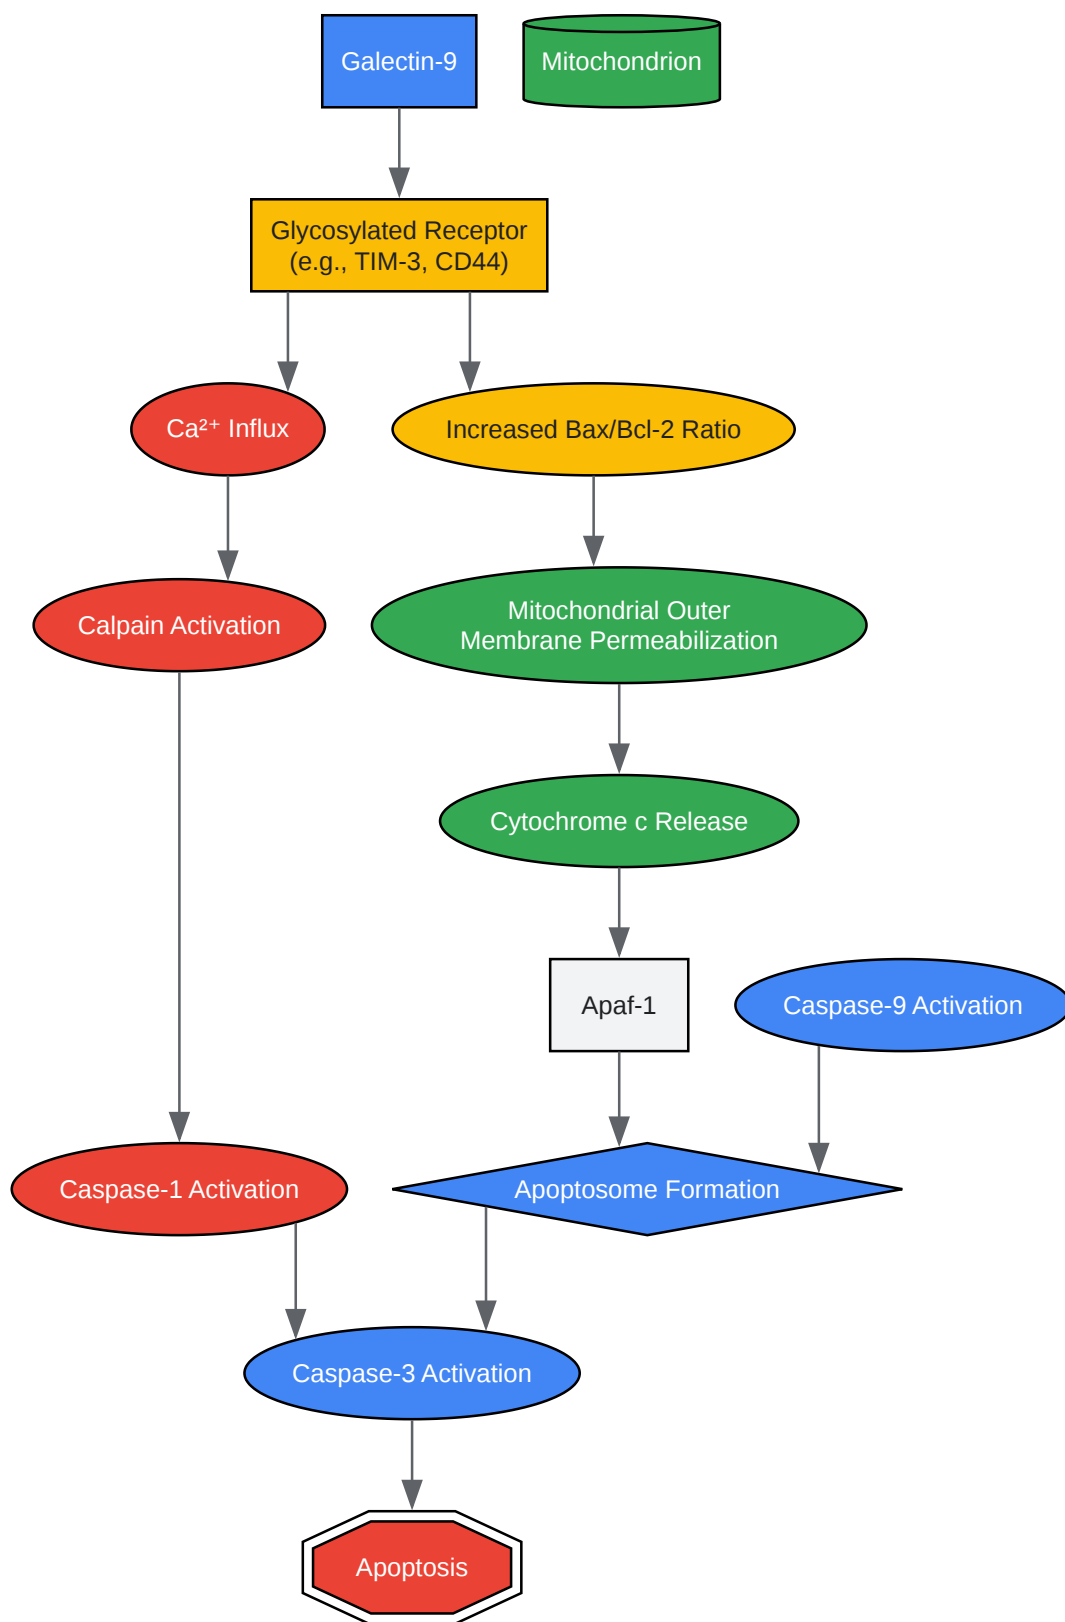 Galectin-9
Mitochondrion
Glycosylated Receptor
(e.g., TIM-3, CD44)
Ca²⁺ Influx
Increased Bax/Bcl-2 Ratio
Calpain Activation
Mitochondrial Outer
Membrane Permeabilization
Cytochrome c Release
Apaf-1
Caspase-9 Activation
Caspase-1 Activation
Apoptosome Formation
Caspase-3 Activation
Apoptosis